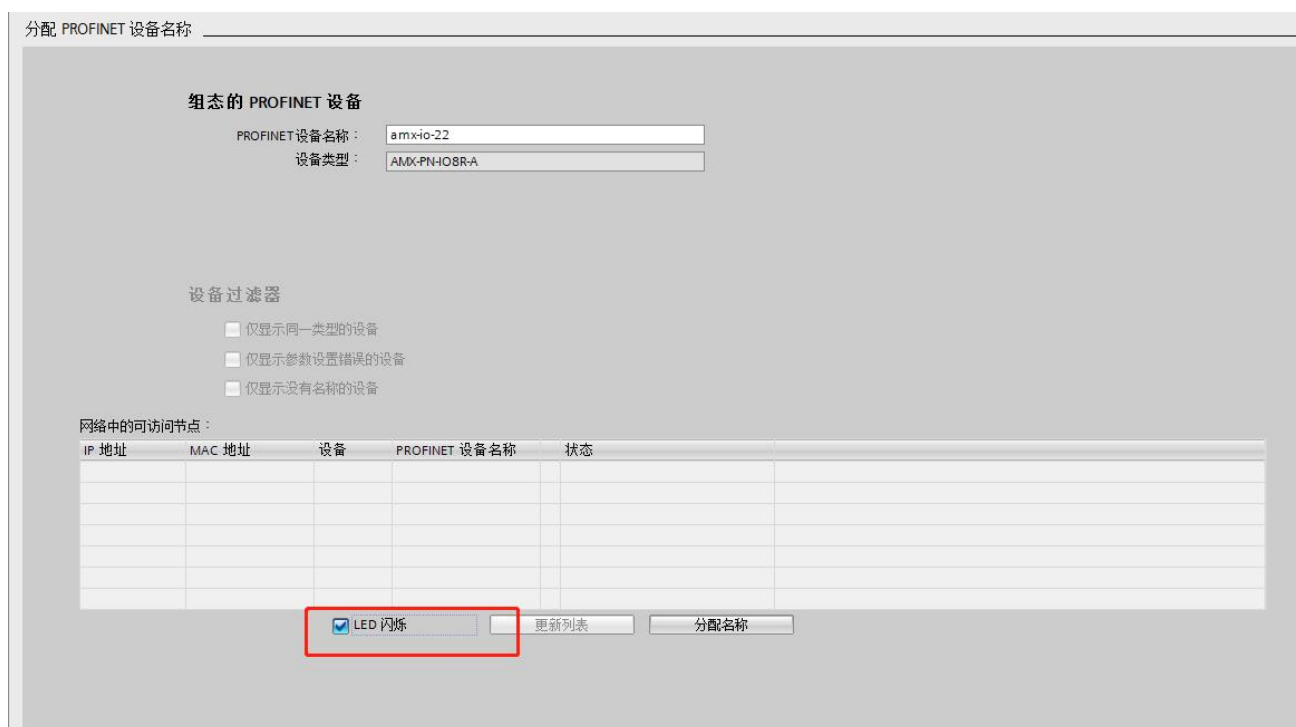 分配 PROFINET 设备名称
组态的 PROFINET 设备
PROFINET设备名称：
amx-io-22
设备类型：
AMX-PN-IO8R-A
设备过滤器
仅显示同一类型的设备
仅显示参数设置错误的设备
仅显示没有名称的设备
网络中的可访问节点：
IP 地址 MAC 地址 设备 PROFINET 设备名称 状态
LED 闪烁 更新列表 分配名称